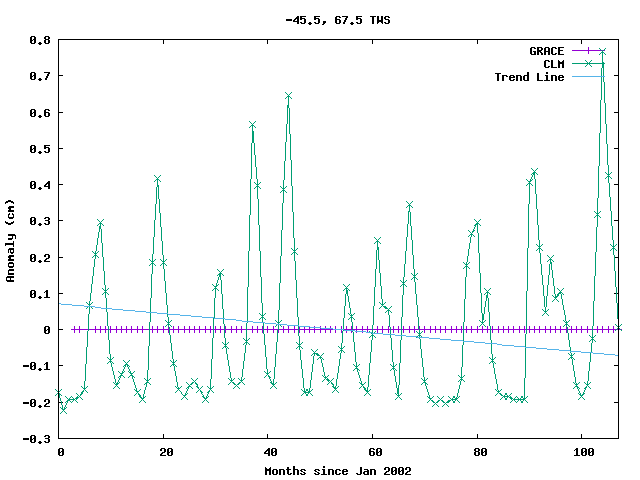 -45.5, 67.5 TWS
GRACE
CLM
Trend Line
0.8
0.7
0.6
0.5
0.4
0.3
0.2
0.1
0
-0.1
-0.2
-0.3
Anomaly (cm)
0 20 40 60 80 100
Months since Jan 2002